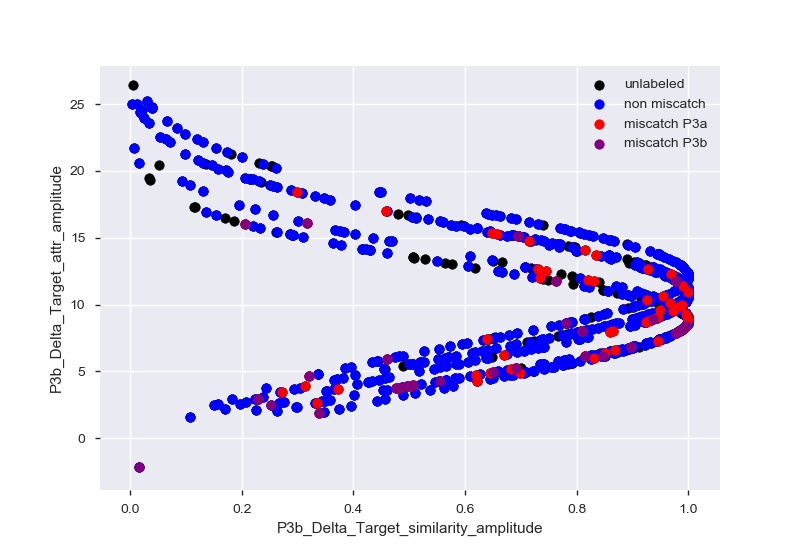 unlabeled
non miscatch
miscatch P3a
miscatch P3b
25
20
15
10
5
0
P3b_Delta_Target_attr_amplitude
0.0 0.2 0.4 0.6 0.8 1.0
P3b_Delta_Target_similarity_amplitude